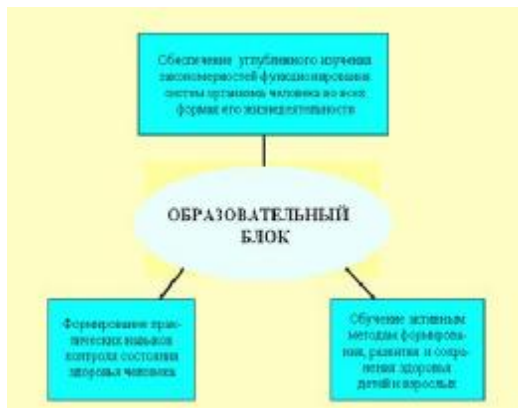 Обеспечение углубленного изучения
закономерностей функционирования
систем организма человека во всех
формах его жизнедеятельности
ОБРАЗОВАТЕЛЬНЫЙ
БЛОК
Формирование прак-
тических навыков
контроля состояния
здоровья человека
Обучение активным
методам формирова-
ния, развития и сохра-
нения здоровья
детей и взрослых